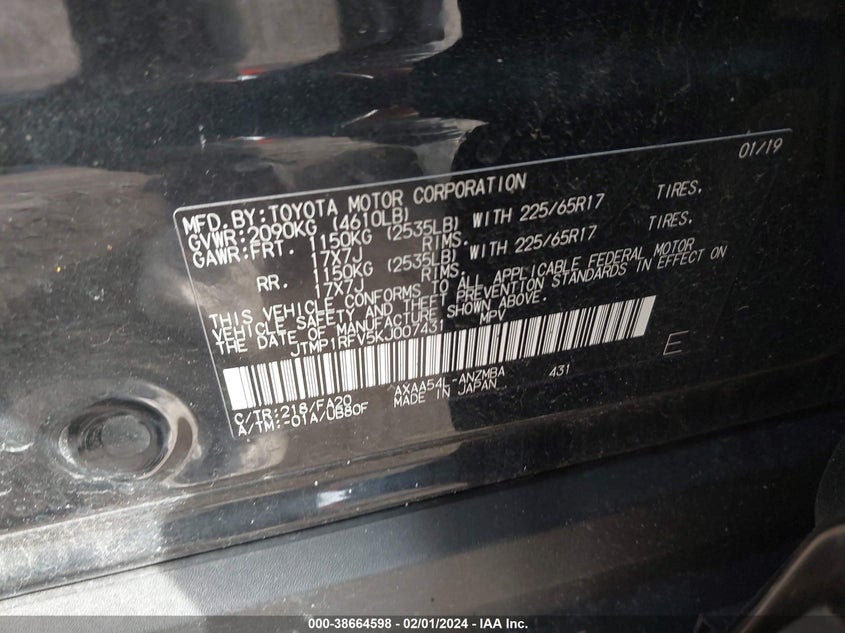 01/19
MFD. BY: TOYOTA MOTOR CORPORATION
GVWR: 2090KG (4610LB)
GAWR: FRT. 1150KG (2535LB) WITH 225/65R17 TIRES,
17X7J RIMS.
RR. 1150KG (2535LB) WITH 225/65R17 TIRES,
17X7J RIMS.
THIS VEHICLE CONFORMS TO ALL APPLICABLE FEDERAL MOTOR
VEHICLE SAFETY AND THEFT PREVENTION STANDARDS IN EFFECT ON
THE DATE OF MANUFACTURE SHOWN ABOVE.
JTMP1RFV5KJ007431 MPV
E
C/TR: 218/FA20 AXAA54L-ANZMBA 431
A/TM: -01A/UB80F MADE IN JAPAN
000-38664598 - 02/01/2024 - IAA Inc.